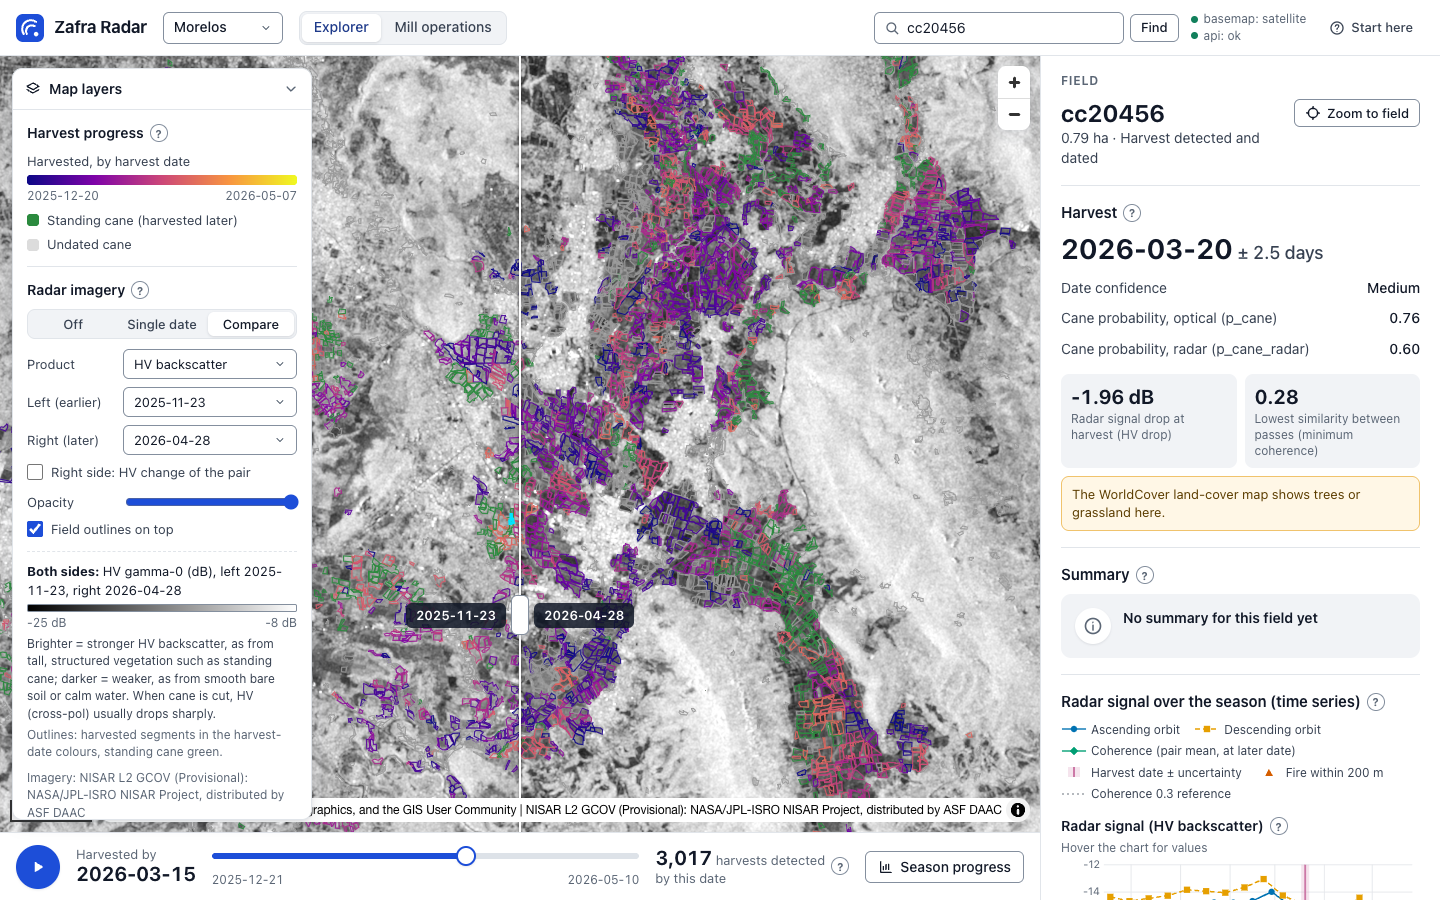 Zafra Radar
Morelos
Explorer
Mill operations
cc20456
Find
basemap: satellite
api: ok
Start here
Map layers
Harvest progress ?
Harvested, by harvest date
2025-12-20 2026-05-07
Standing cane (harvested later)
Undated cane
Radar imagery ?
Off Single date Compare
Product HV backscatter
Left (earlier) 2025-11-23
Right (later) 2026-04-28
Right side: HV change of the pair
Opacity
Field outlines on top
Both sides: HV gamma-0 (dB), left 2025-
11-23, right 2026-04-28
-25 dB -8 dB
Brighter = stronger HV backscatter, as from
tall, structured vegetation such as standing
cane; darker = weaker, as from smooth bare
soil or calm water. When cane is cut, HV
(cross-pol) usually drops sharply.
Outlines: harvested segments in the harvest-
date colours, standing cane green.
Imagery: NISAR L2 GCOV (Provisional):
NASA/JPL-ISRO NISAR Project, distributed by
ASF DAAC
+
−
2025-11-23
2026-04-28
raphics, and the GIS User Community | NISAR L2 GCOV (Provisional): NASA/JPL-ISRO NISAR Project, distributed by ASF DAAC
Harvested by
2026-03-15
2025-12-21 2026-05-10
3,017 harvests detected
by this date
?
Season progress
FIELD
cc20456
Zoom to field
0.79 ha · Harvest detected and
dated
Harvest ?
2026-03-20 ± 2.5 days
Date confidence Medium
Cane probability, optical (p_cane) 0.76
Cane probability, radar (p_cane_radar) 0.60
-1.96 dB
Radar signal drop at
harvest (HV drop)
0.28
Lowest similarity between
passes (minimum
coherence)
The WorldCover land-cover map shows trees or
grassland here.
Summary ?
No summary for this field yet
Radar signal over the season (time series) ?
Ascending orbit Descending orbit
Coherence (pair mean, at later date)
Harvest date ± uncertainty Fire within 200 m
Coherence 0.3 reference
Radar signal (HV backscatter) ?
Hover the chart for values
-12
-14